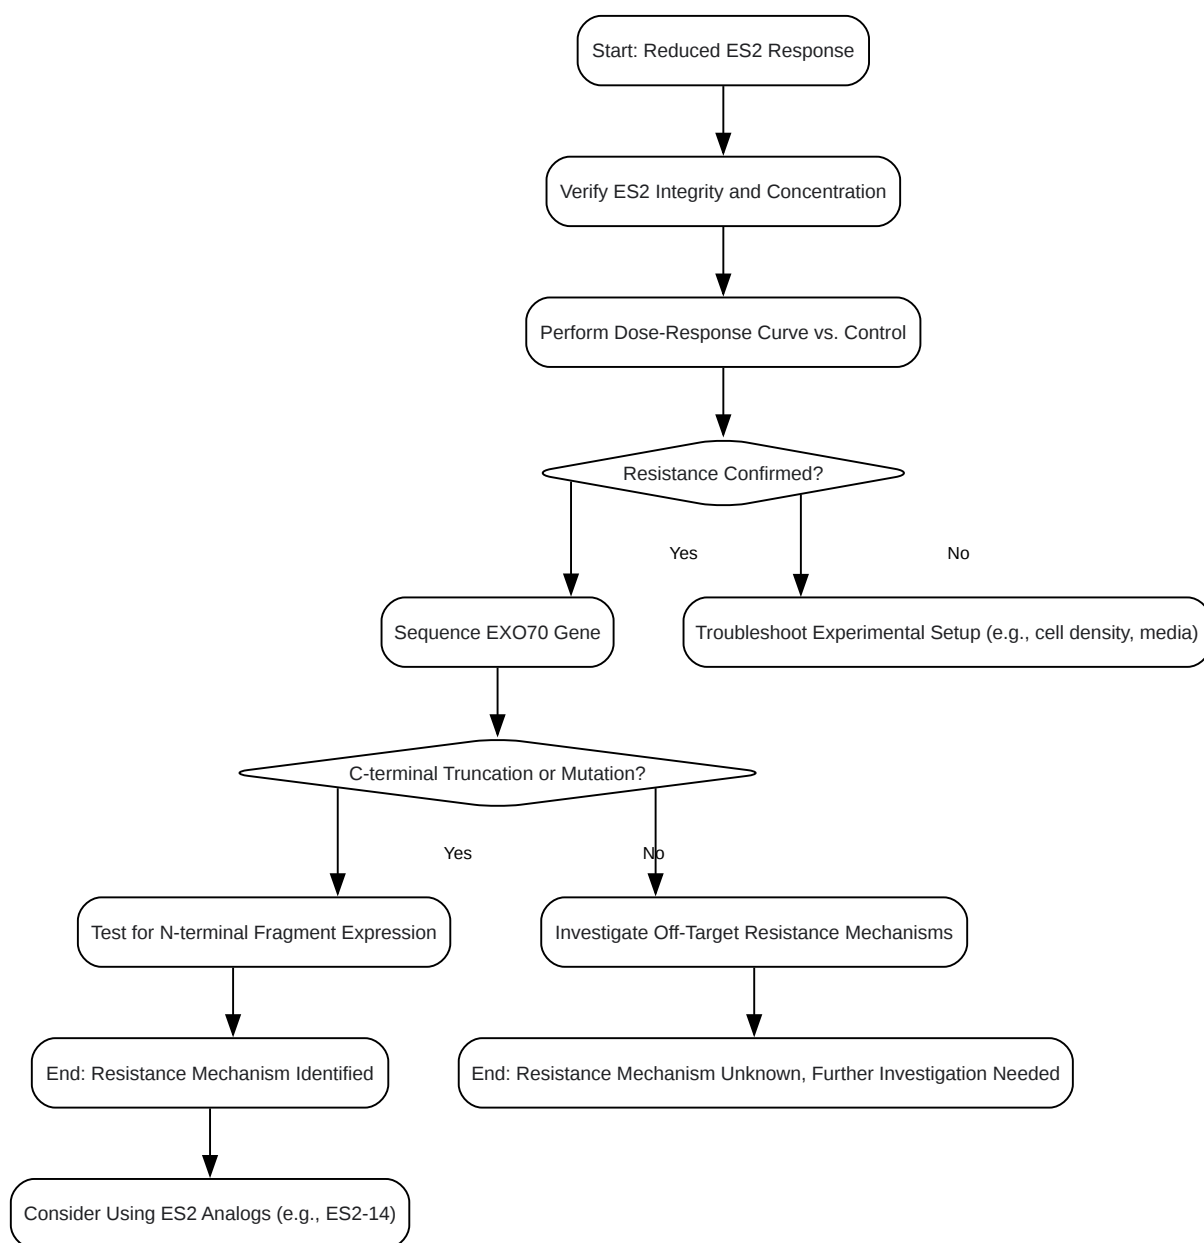 Start: Reduced ES2 Response
Verify ES2 Integrity and Concentration
Perform Dose-Response Curve vs. Control
Resistance Confirmed?
Yes
No
Sequence EXO70 Gene
Troubleshoot Experimental Setup (e.g., cell density, media)
C-terminal Truncation or Mutation?
Yes
No
Test for N-terminal Fragment Expression
Investigate Off-Target Resistance Mechanisms
End: Resistance Mechanism Identified
End: Resistance Mechanism Unknown, Further Investigation Needed
Consider Using ES2 Analogs (e.g., ES2-14)